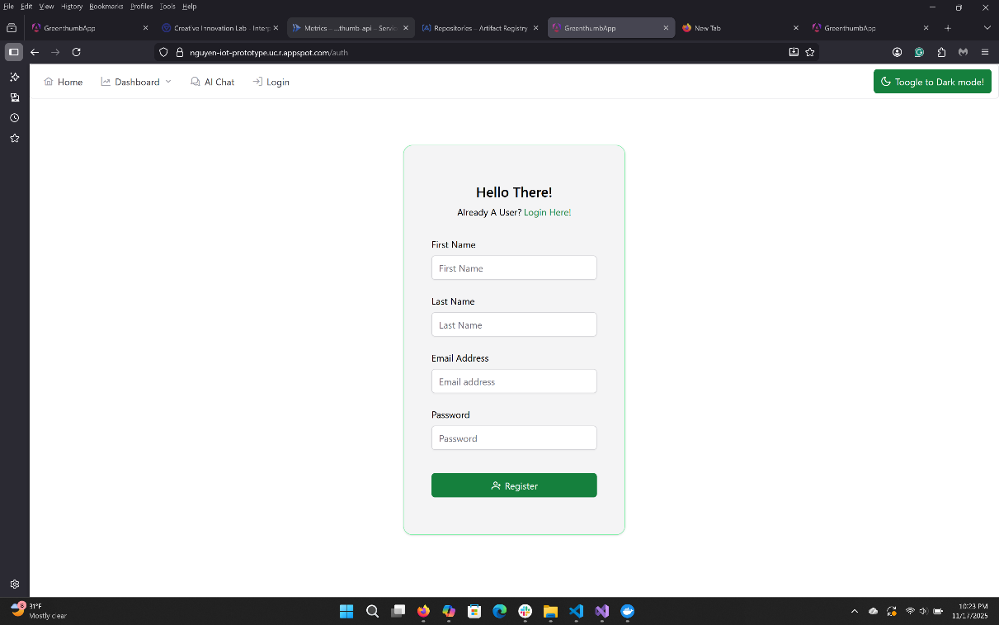 File Edit View History Bookmarks Profiles Tools Help
GreenthumbApp
Creative Innovation Lab - Interp
Metrics – ...thumb-api – Servic
Repositories – Artifact Registry
GreenthumbApp
New Tab
GreenthumbApp
nguyen-iot-prototype.uc.r.appspot.com/auth
Home Dashboard AI Chat Login
Toogle to Dark mode!
Hello There!
Already A User? Login Here!
First Name
First Name
Last Name
Last Name
Email Address
Email address
Password
Password
Register
31°F
Mostly clear
10:23 PM
11/17/2025